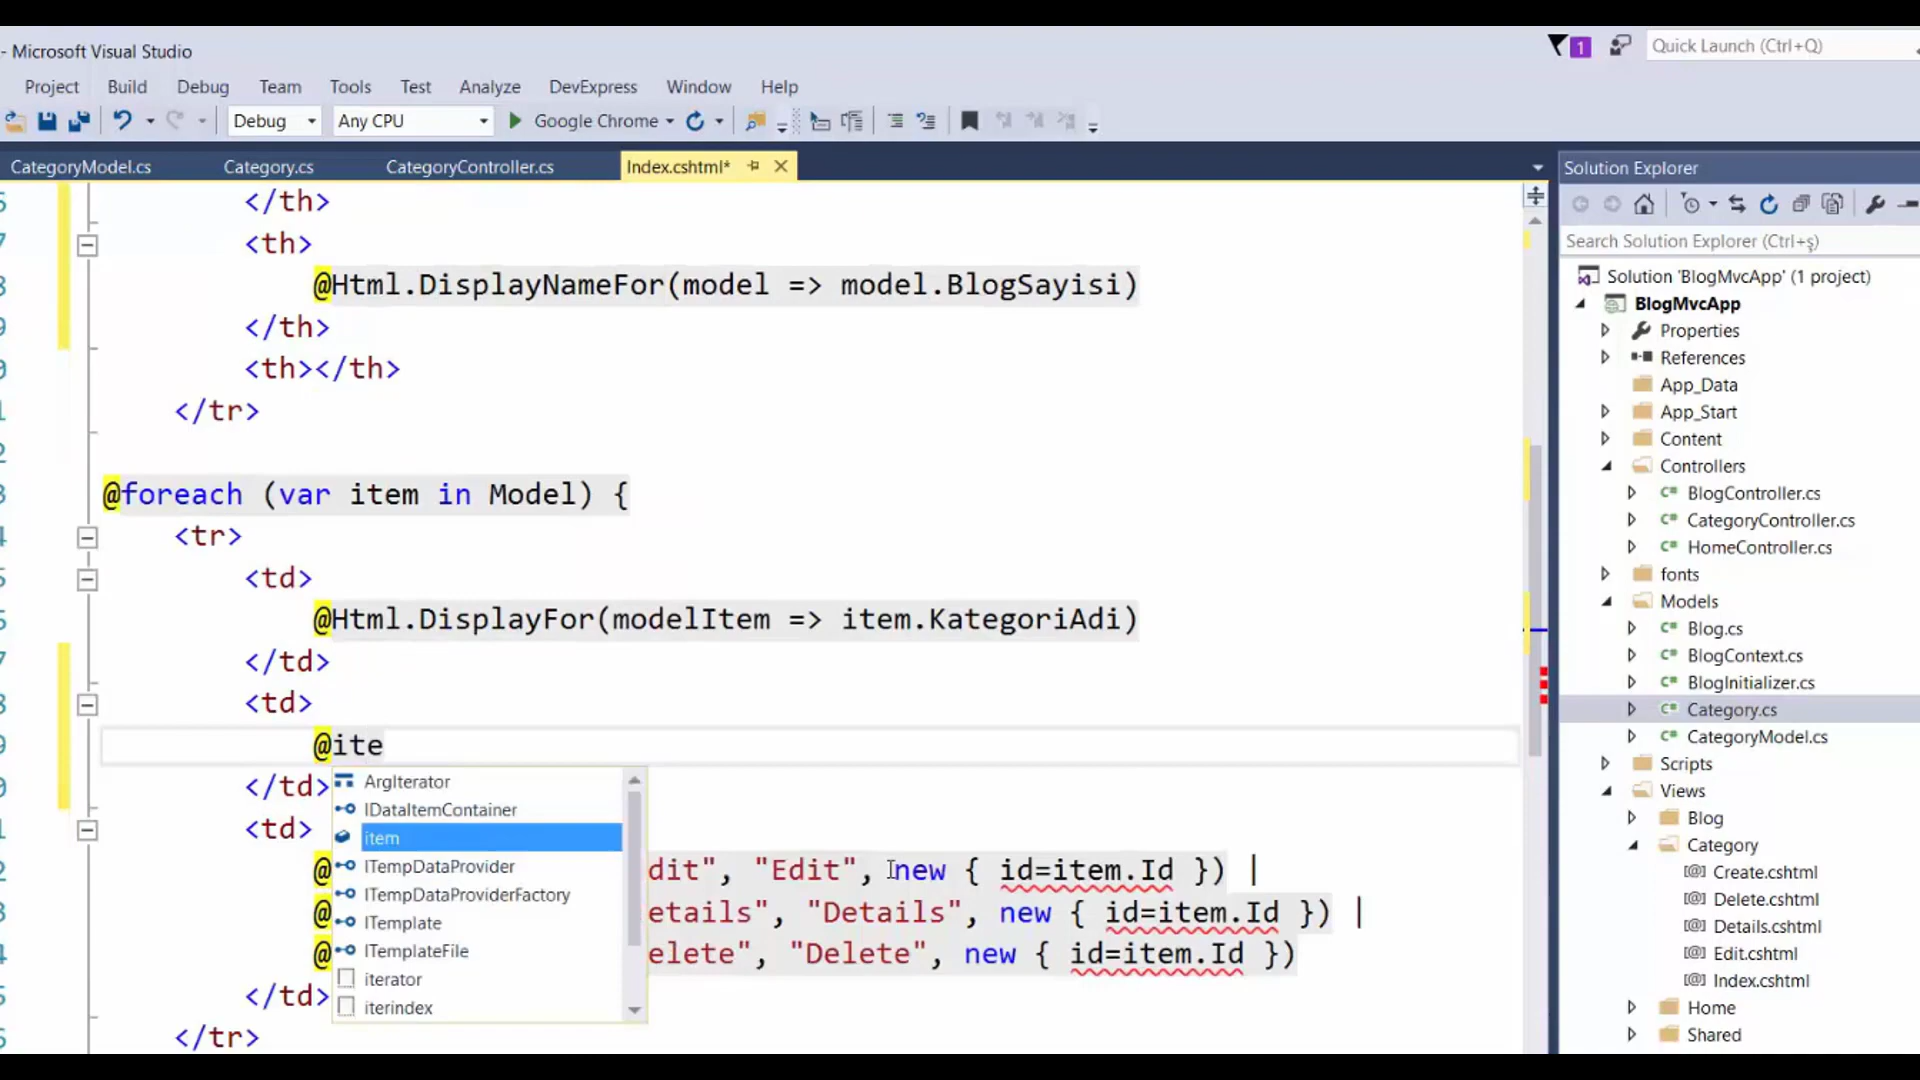 - Microsoft Visual Studio
1
Quick Launch (Ctrl+Q)
Project Build Debug Team Tools Test Analyze DevExpress Window Help
Debug Any CPU Google Chrome
CategoryModel.cs Category.cs CategoryController.cs Index.cshtml*
</th>
<th>
@Html.DisplayNameFor(model => model.BlogSayisi)
</th>
<th></th>
</tr>
@foreach (var item in Model) {
<tr>
<td>
@Html.DisplayFor(modelItem => item.KategoriAdi)
</td>
<td>
@ite
</td>
<td>
@ dit", "Edit", new { id=item.Id }) |
@ etails", "Details", new { id=item.Id }) |
@ elete", "Delete", new { id=item.Id })
</td>
</tr>
ArgIterator
IDataItemContainer
item
ITempDataProvider
ITempDataProviderFactory
ITemplate
ITemplateFile
iterator
iterindex
Solution Explorer
Search Solution Explorer (Ctrl+ş)
Solution 'BlogMvcApp' (1 project)
BlogMvcApp
Properties
References
App_Data
App_Start
Content
Controllers
BlogController.cs
CategoryController.cs
HomeController.cs
fonts
Models
Blog.cs
BlogContext.cs
BlogInitializer.cs
Category.cs
CategoryModel.cs
Scripts
Views
Blog
Category
Create.cshtml
Delete.cshtml
Details.cshtml
Edit.cshtml
Index.cshtml
Home
Shared